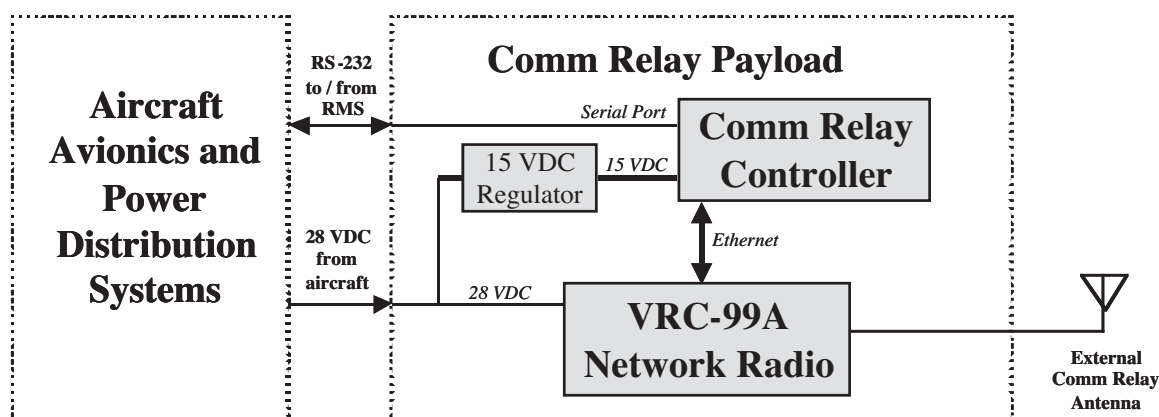 Aircraft
Avionics and
Power
Distribution
Systems
RS-232
to / from
RMS
28 VDC
from
aircraft
Comm Relay Payload
Serial Port
Comm Relay
Controller
15 VDC
Regulator
15 VDC
Ethernet
28 VDC
VRC-99A
Network Radio
External
Comm Relay
Antenna